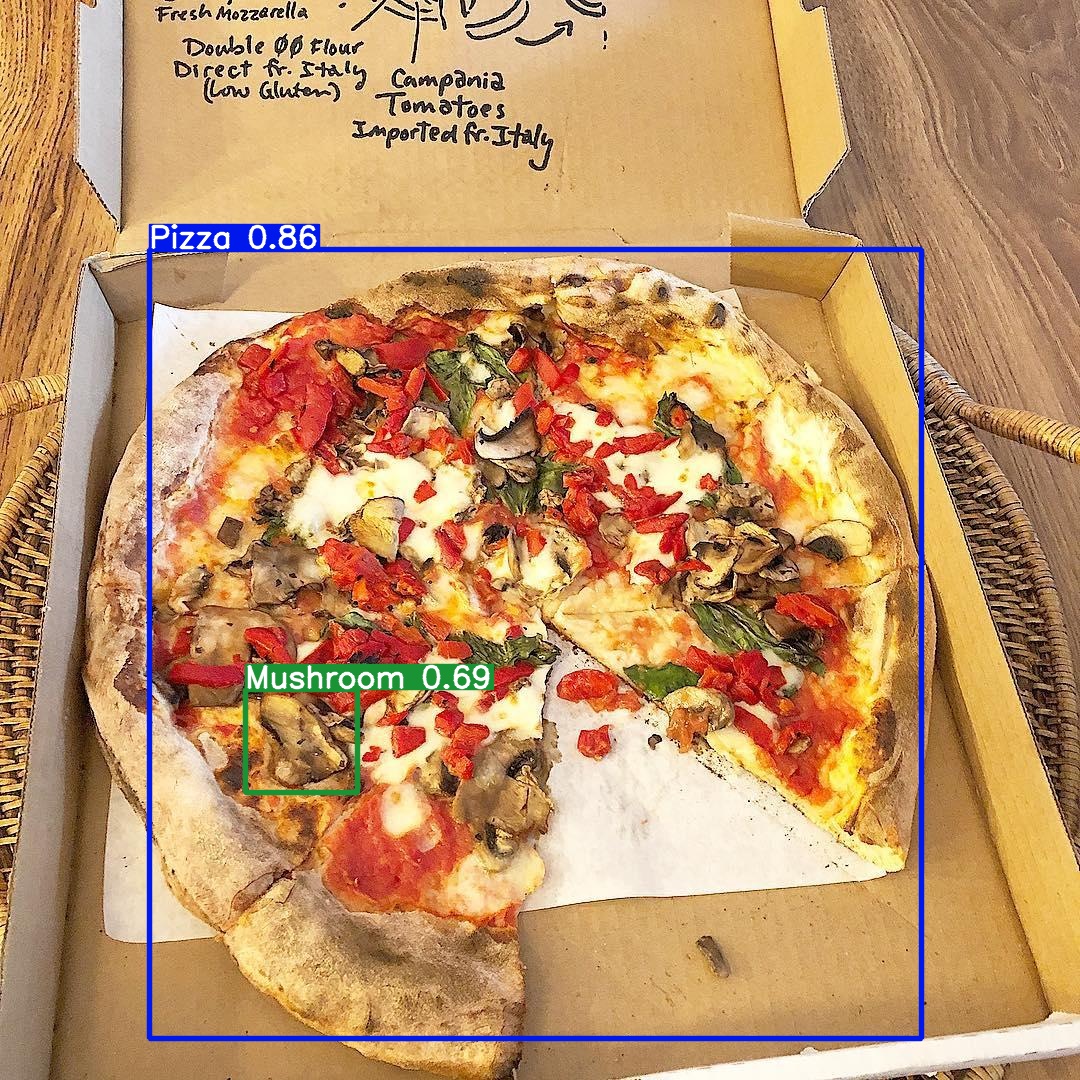 Fresh Mozzarella
Double 00 Flour
Direct fr. Italy
(Low Gluten)
Campania
Tomatoes
Imported fr. Italy
!
Pizza 0.86
Mushroom 0.69